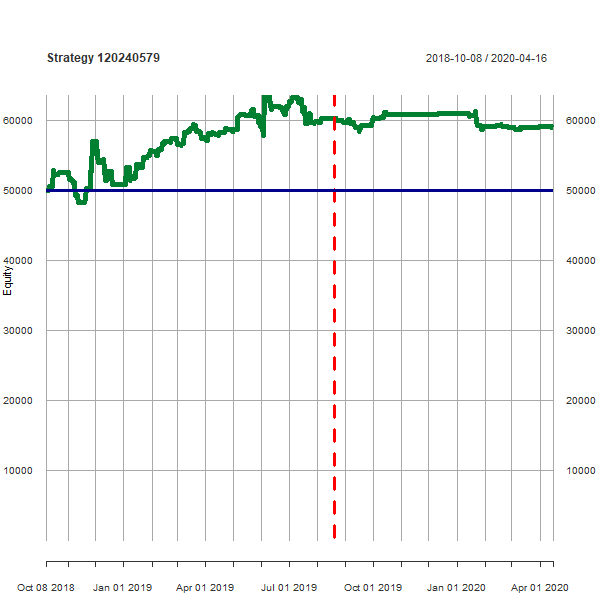 Strategy 120240579
2018-10-08 / 2020-04-16
60000
60000
50000
50000
40000
40000
Equity
30000
30000
20000
20000
10000
10000
Oct 08 2018
Jan 01 2019
Apr 01 2019
Jul 01 2019
Oct 01 2019
Jan 01 2020
Apr 01 2020